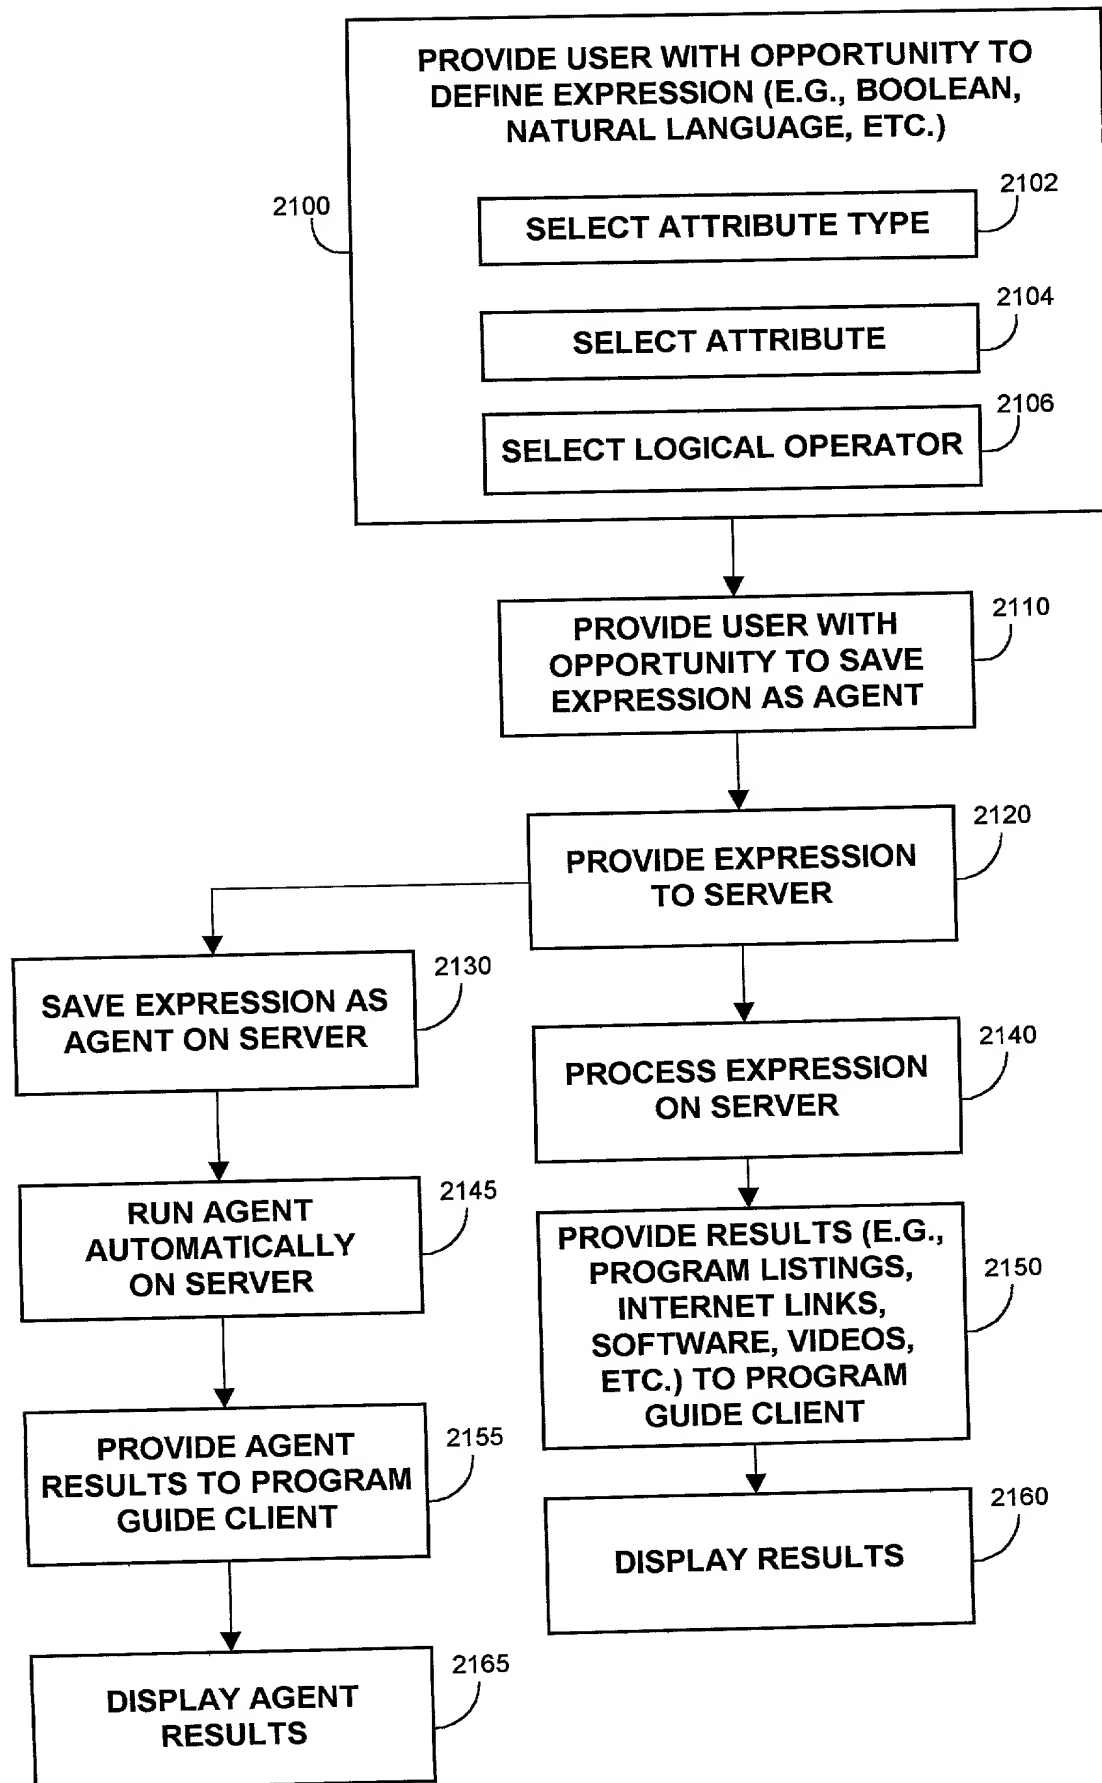 PROVIDE USER WITH OPPORTUNITY TO
DEFINE EXPRESSION (E.G., BOOLEAN,
NATURAL LANGUAGE, ETC.)
2100
2102
SELECT ATTRIBUTE TYPE
2104
SELECT ATTRIBUTE
2106
SELECT LOGICAL OPERATOR
2110
PROVIDE USER WITH
OPPORTUNITY TO SAVE
EXPRESSION AS AGENT
2120
PROVIDE EXPRESSION
TO SERVER
2130
SAVE EXPRESSION AS
AGENT ON SERVER
2140
PROCESS EXPRESSION
ON SERVER
2145
RUN AGENT
AUTOMATICALLY
ON SERVER
2150
PROVIDE RESULTS (E.G.,
PROGRAM LISTINGS,
INTERNET LINKS,
SOFTWARE, VIDEOS,
ETC.) TO PROGRAM
GUIDE CLIENT
2155
PROVIDE AGENT
RESULTS TO PROGRAM
GUIDE CLIENT
2160
DISPLAY RESULTS
2165
DISPLAY AGENT
RESULTS